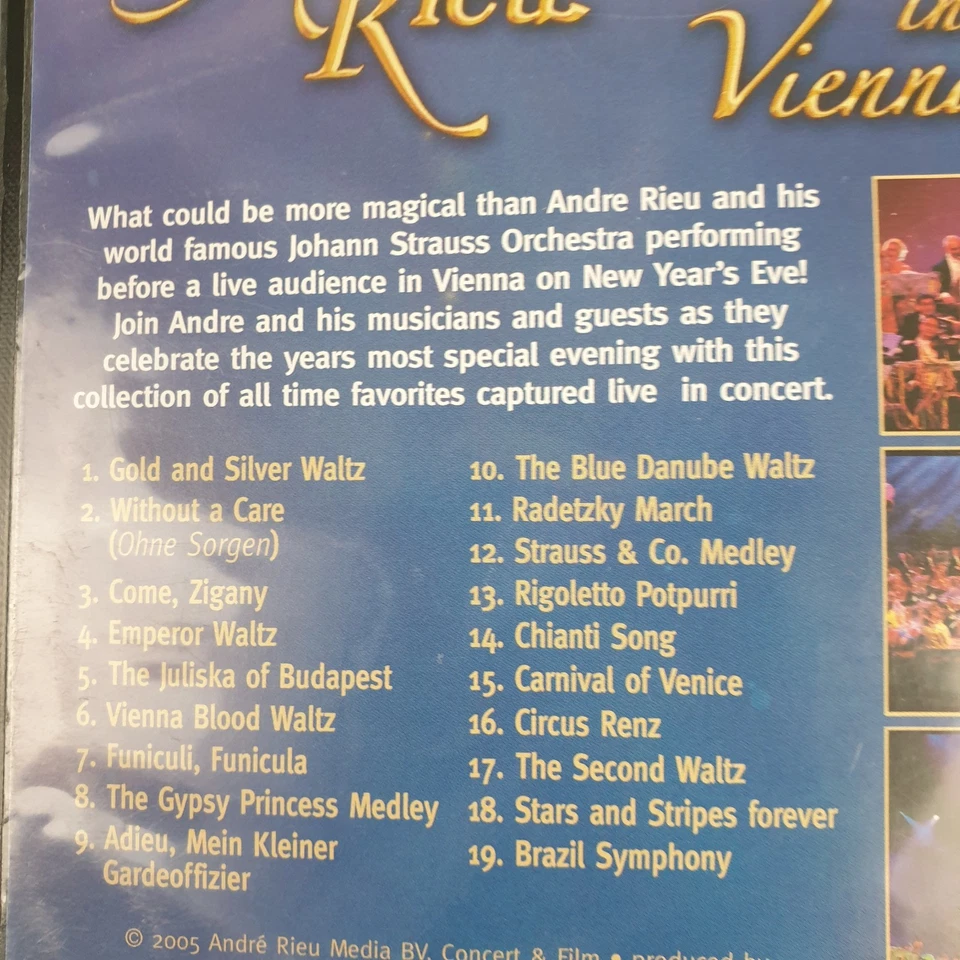 Rieu in
Vienna
What could be more magical than Andre Rieu and his
world famous Johann Strauss Orchestra performing
before a live audience in Vienna on New Year's Eve!
Join Andre and his musicians and guests as they
celebrate the years most special evening with this
collection of all time favorites captured live in concert.
1. Gold and Silver Waltz
2. Without a Care
(Ohne Sorgen)
3. Come, Zigany
4. Emperor Waltz
5. The Juliska of Budapest
6. Vienna Blood Waltz
7. Funiculi, Funicula
8. The Gypsy Princess Medley
9. Adieu, Mein Kleiner
Gardeoffizier
10. The Blue Danube Waltz
11. Radetzky March
12. Strauss & Co. Medley
13. Rigoletto Potpurri
14. Chianti Song
15. Carnival of Venice
16. Circus Renz
17. The Second Waltz
18. Stars and Stripes forever
19. Brazil Symphony
© 2005 André Rieu Media BV. Concert & Film • produced by